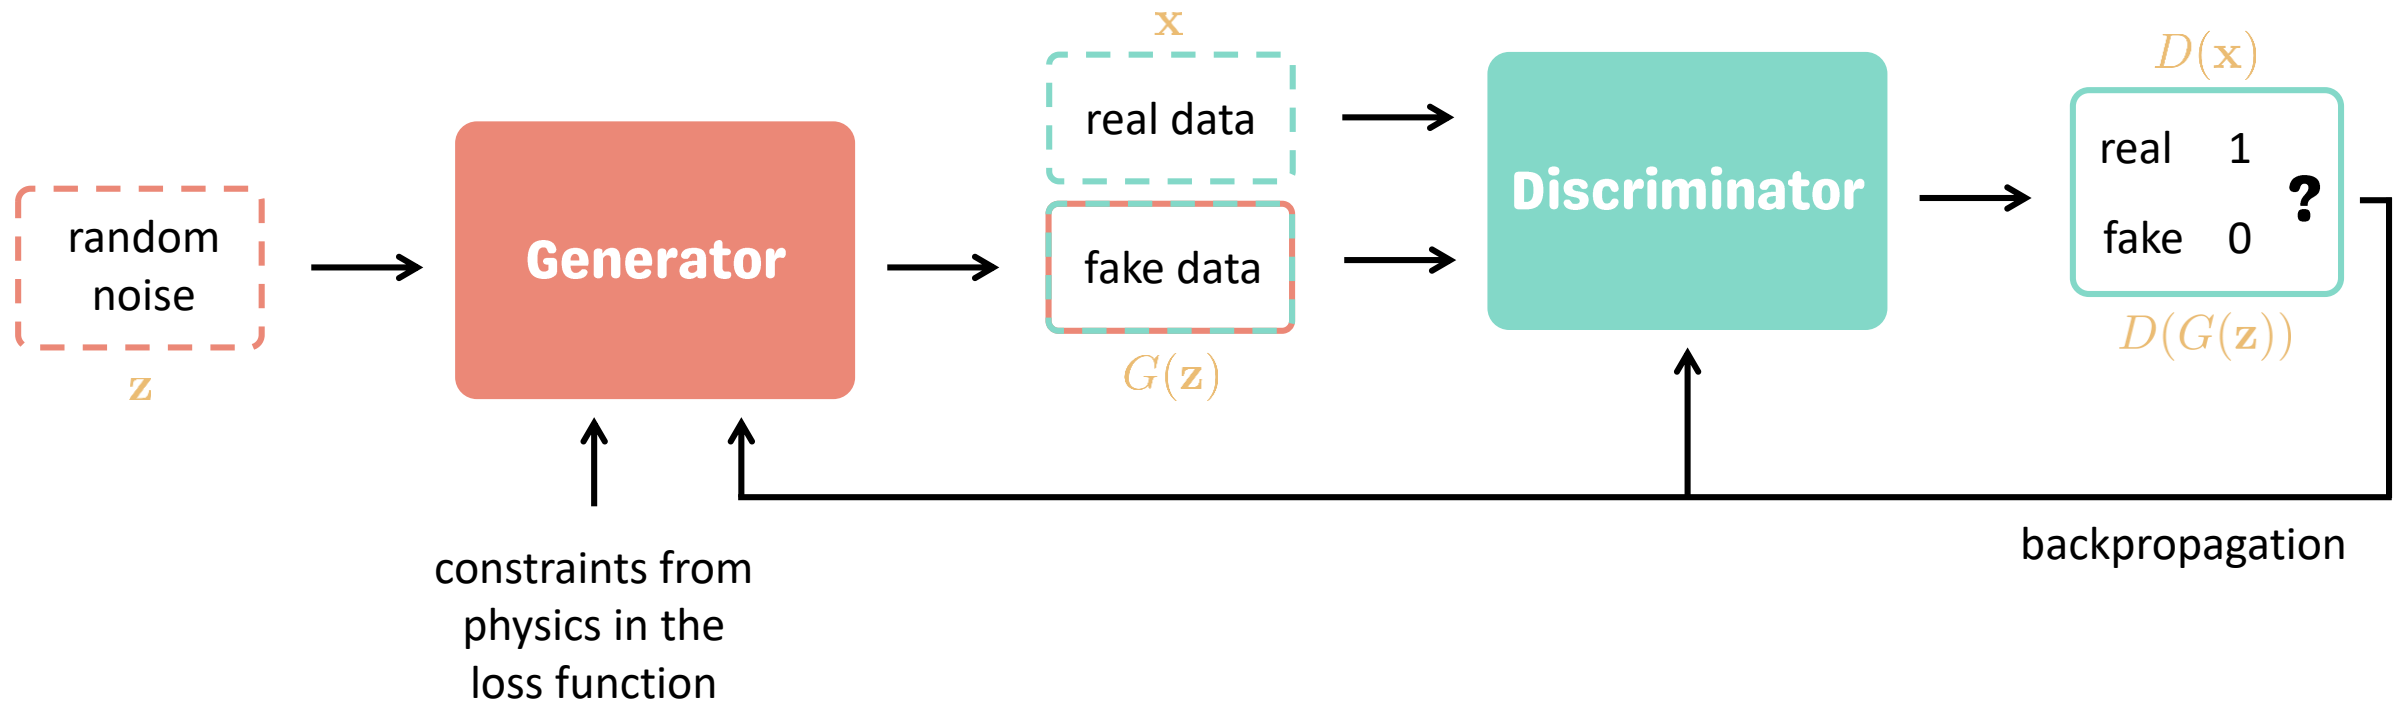 random
noise
z
Generator
constraints from
physics in the
loss function
x
real data
fake data
G(z)
Discriminator
D(x)
real 1
fake 0
?
D(G(z))
backpropagation